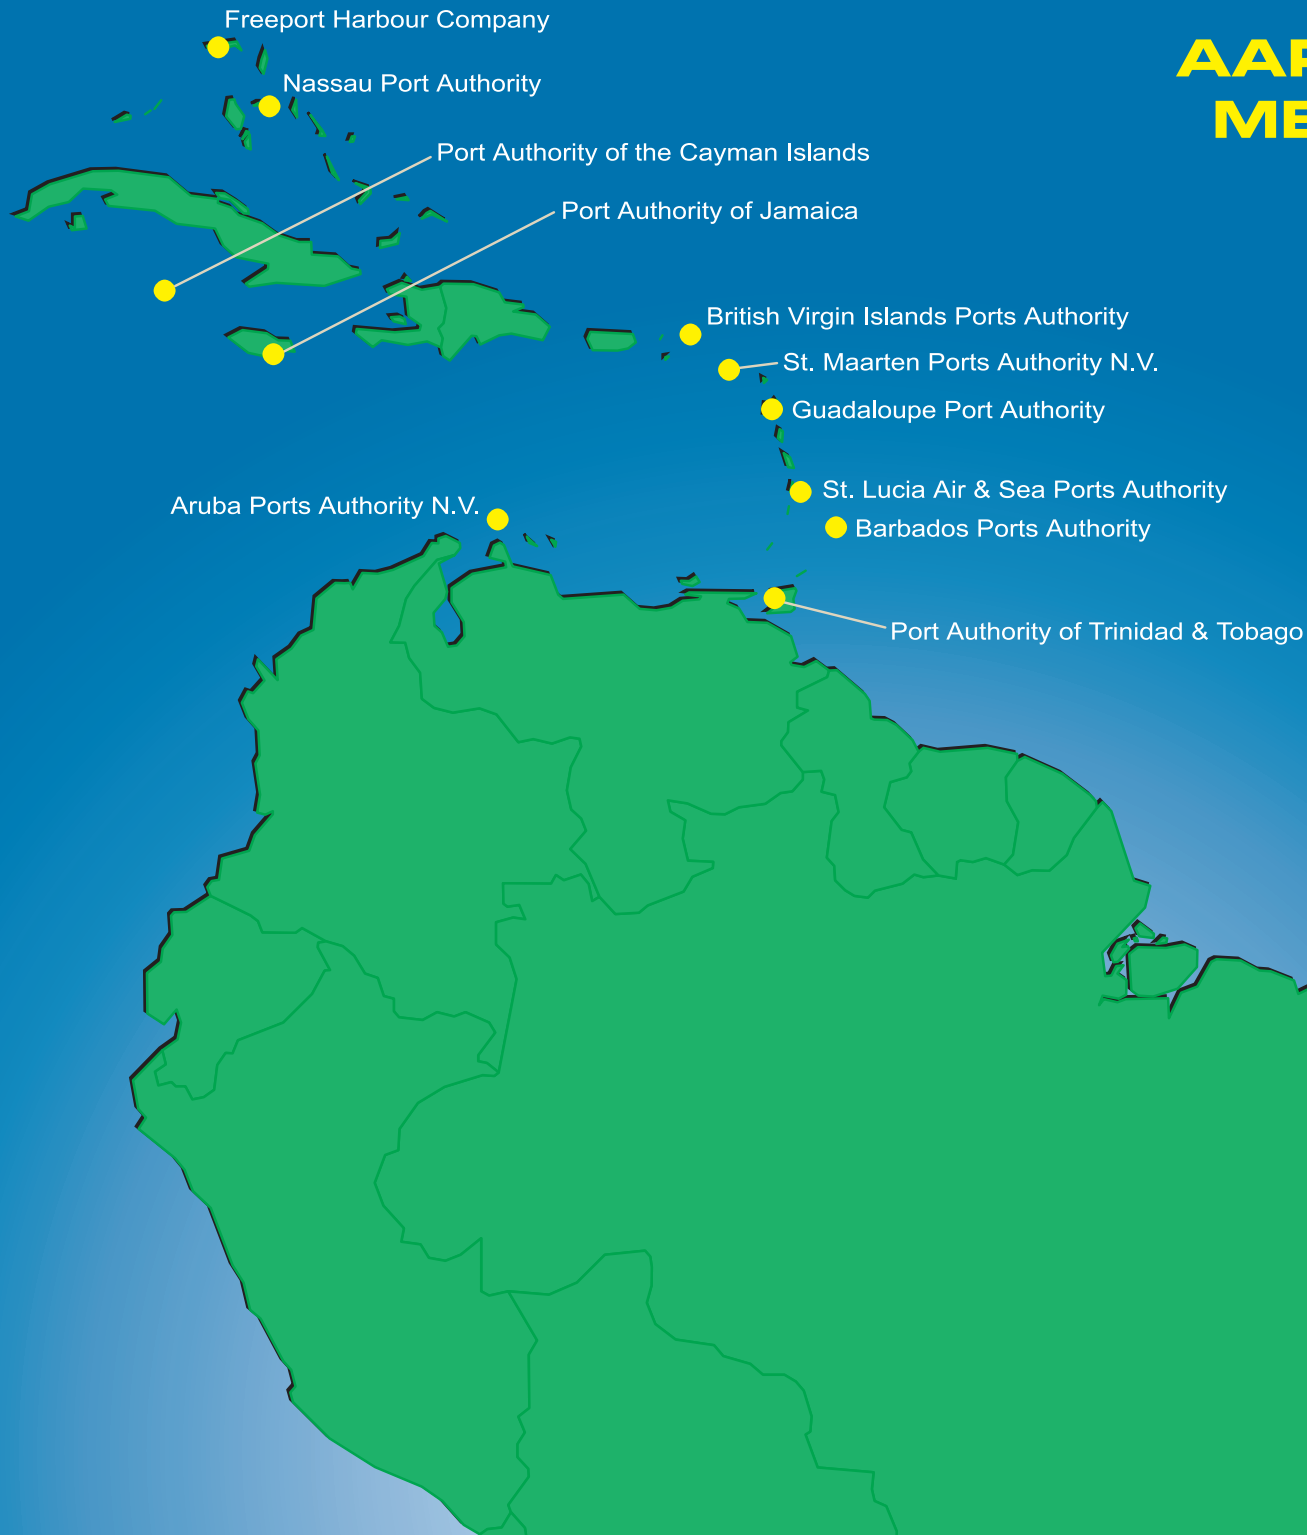 Freeport Harbour Company
AAP
ME
Nassau Port Authority
Port Authority of the Cayman Islands
Port Authority of Jamaica
British Virgin Islands Ports Authority
St. Maarten Ports Authority N.V.
Guadaloupe Port Authority
St. Lucia Air & Sea Ports Authority
Aruba Ports Authority N.V.
Barbados Ports Authority
Port Authority of Trinidad & Tobago